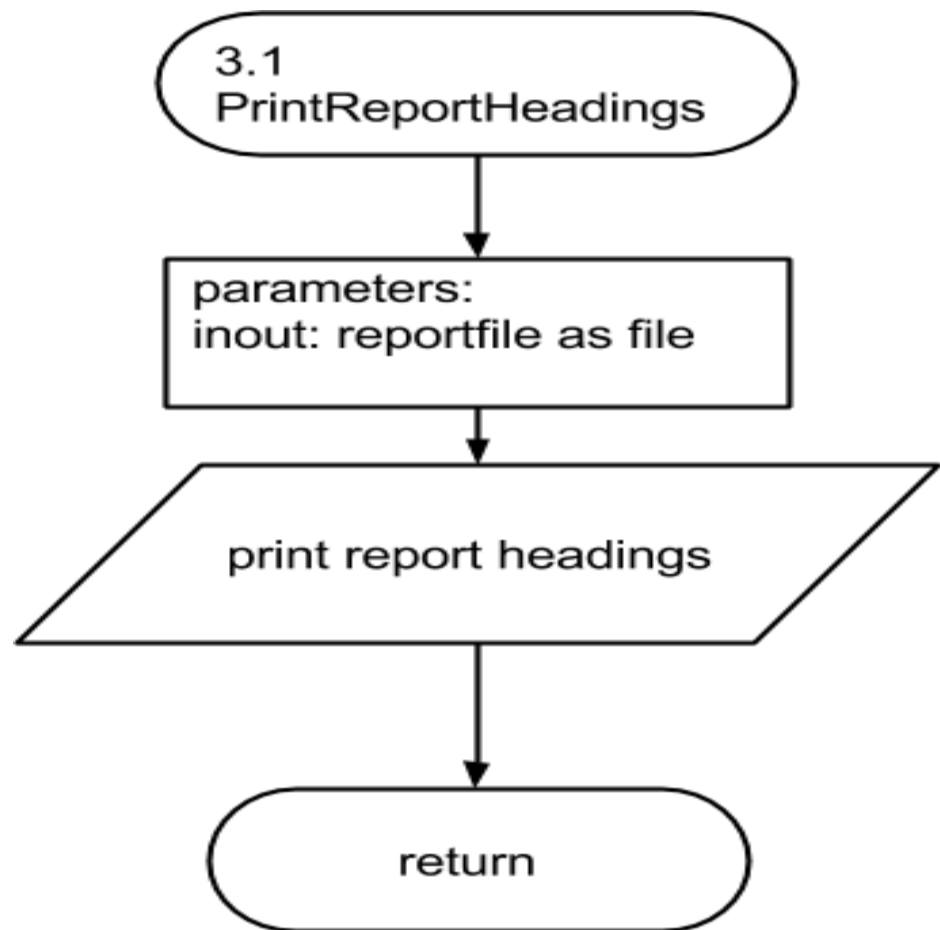 3.1
PrintReportHeadings
parameters:
inout: reportfile as file
print report headings
return